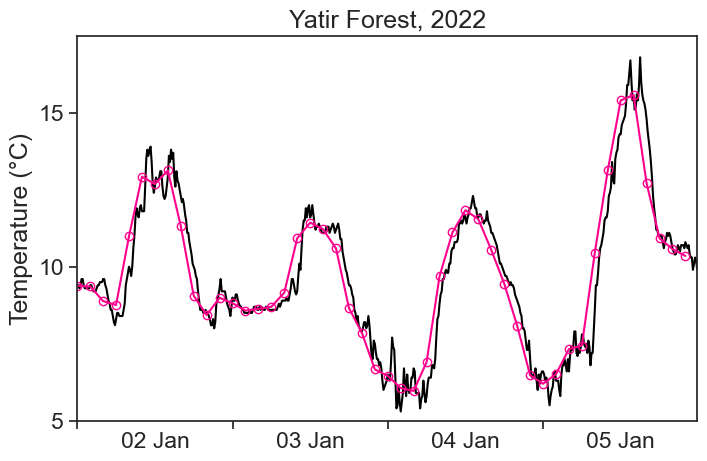 Yatir Forest, 2022
Temperature (°C)
15
10
5
02 Jan
03 Jan
04 Jan
05 Jan